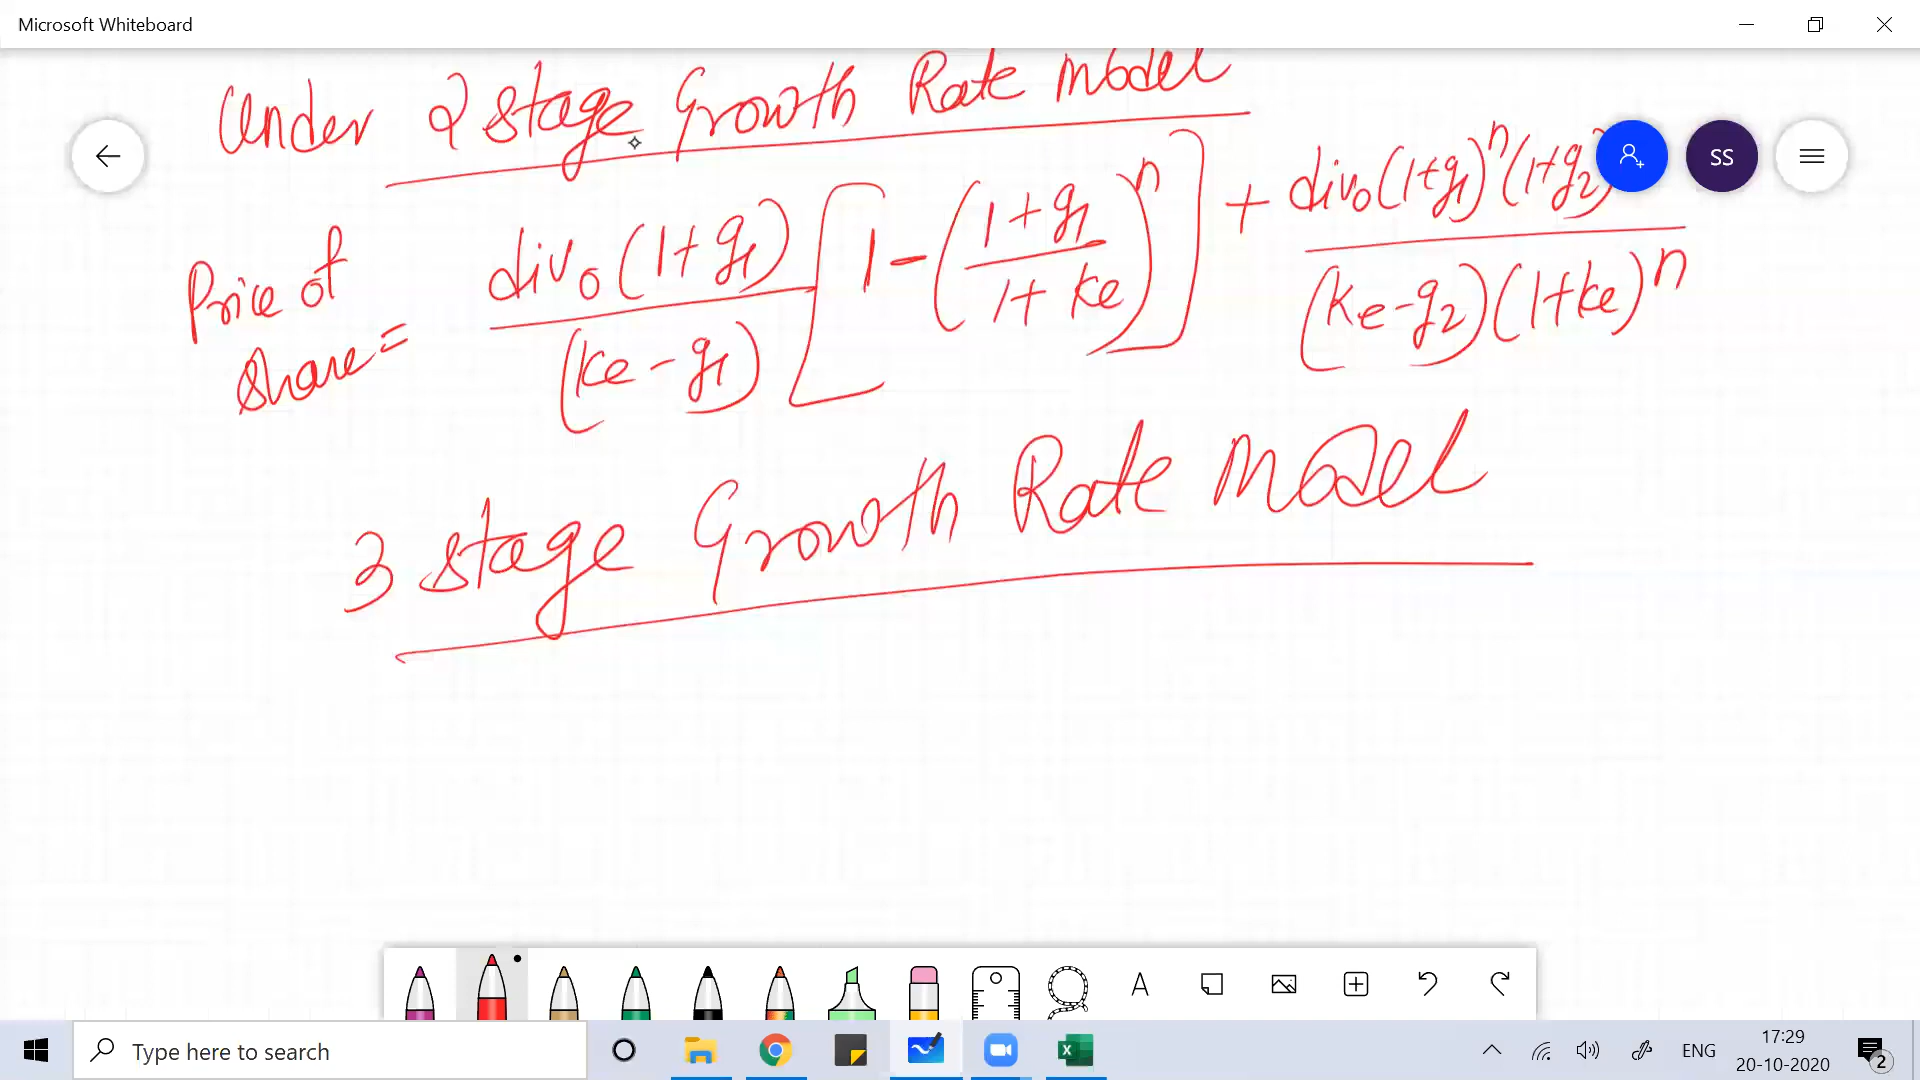 Microsoft Whiteboard
Under 2 stage Growth Rate Model
Price of Share = div₀(1+g₁)/(ke-g₁) [1-((1+g₁)/(1+ke))ⁿ] + div₀(1+g₁)ⁿ(1+g₂)/(ke-g₂)(1+ke)ⁿ
SS
3 stage Growth Rate Model
A
Type here to search
ENG
17:29
20-10-2020
2